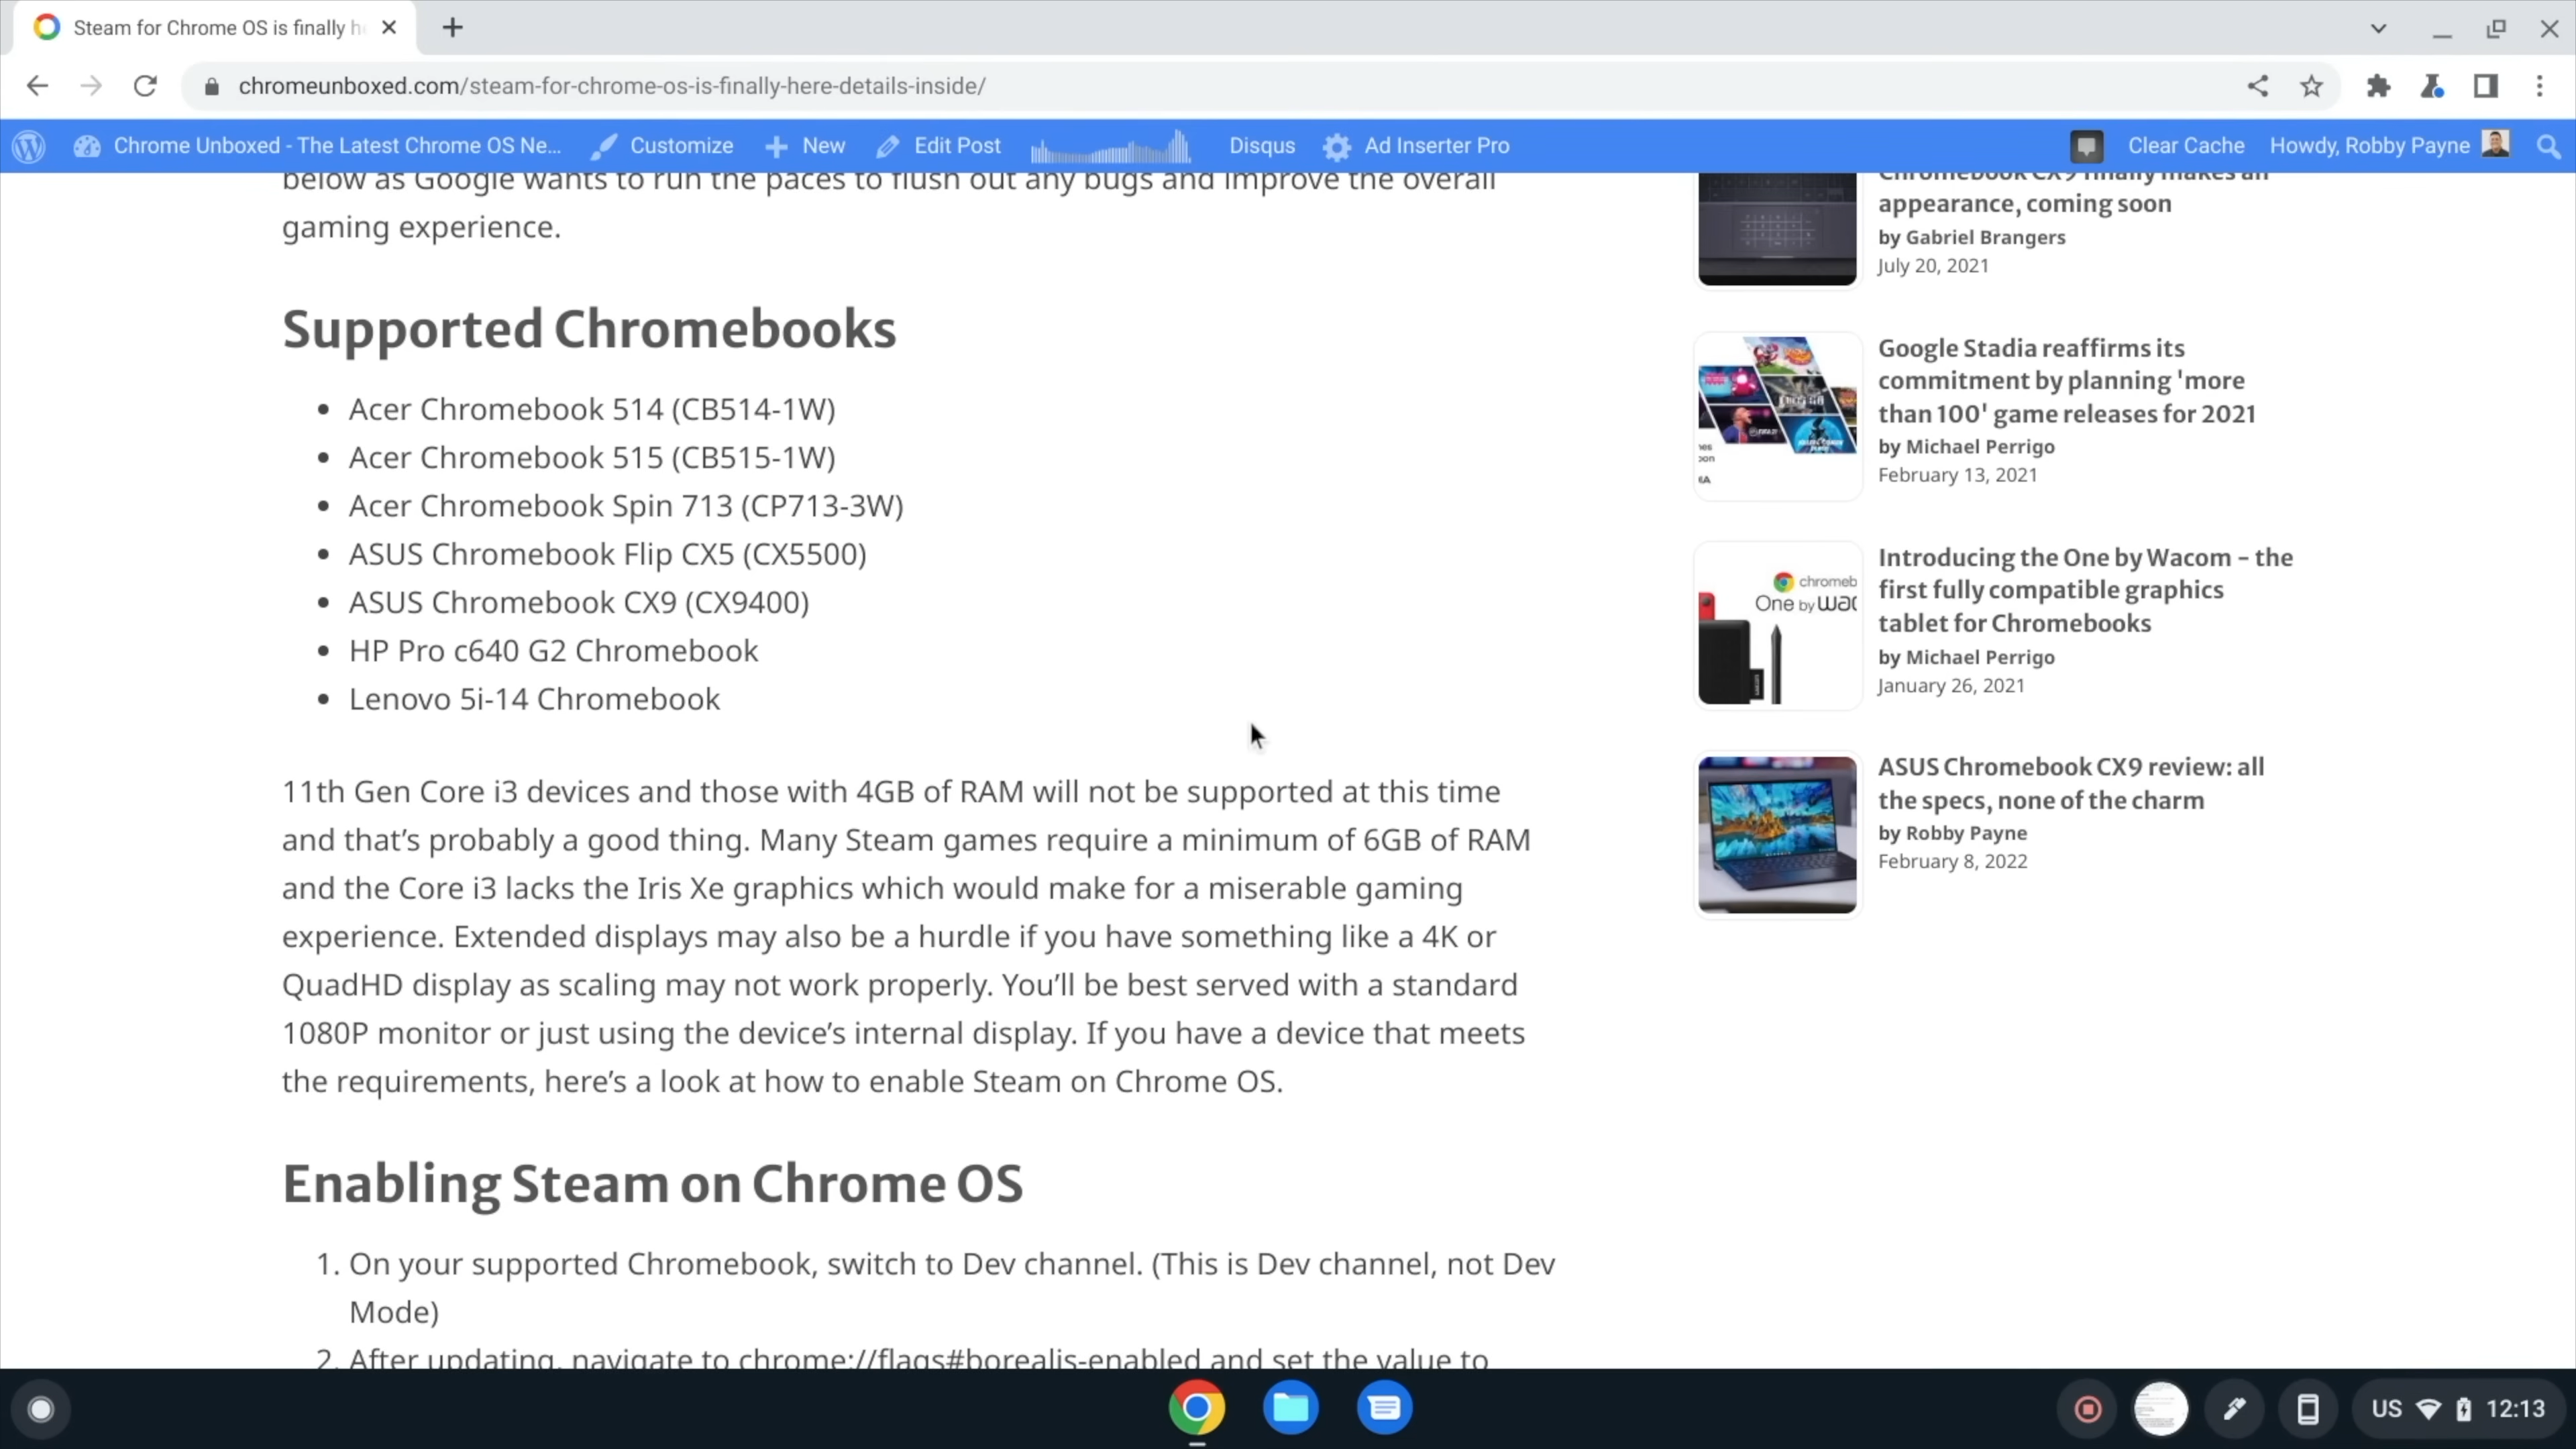 Steam for Chrome OS is finally h
chromeunboxed.com/steam-for-chrome-os-is-finally-here-details-inside/
Chrome Unboxed - The Latest Chrome OS Ne...
Customize
New
Edit Post
Disqus
Ad Inserter Pro
Clear Cache
Howdy, Robby Payne
below as Google wants to run the paces to flush out any bugs and improve the overall
gaming experience.
Supported Chromebooks
• Acer Chromebook 514 (CB514-1W)
• Acer Chromebook 515 (CB515-1W)
• Acer Chromebook Spin 713 (CP713-3W)
• ASUS Chromebook Flip CX5 (CX5500)
• ASUS Chromebook CX9 (CX9400)
• HP Pro c640 G2 Chromebook
• Lenovo 5i-14 Chromebook
11th Gen Core i3 devices and those with 4GB of RAM will not be supported at this time
and that’s probably a good thing. Many Steam games require a minimum of 6GB of RAM
and the Core i3 lacks the Iris Xe graphics which would make for a miserable gaming
experience. Extended displays may also be a hurdle if you have something like a 4K or
QuadHD display as scaling may not work properly. You’ll be best served with a standard
1080P monitor or just using the device’s internal display. If you have a device that meets
the requirements, here’s a look at how to enable Steam on Chrome OS.
Enabling Steam on Chrome OS
1. On your supported Chromebook, switch to Dev channel. (This is Dev channel, not Dev
Mode)
2. After updating, navigate to chrome://flags#borealis-enabled and set the value to
Chromebook CX9 finally makes an
appearance, coming soon
by Gabriel Brangers
July 20, 2021
Google Stadia reaffirms its
commitment by planning 'more
than 100' game releases for 2021
by Michael Perrigo
February 13, 2021
chromeb
One by wac
Introducing the One by Wacom – the
first fully compatible graphics
tablet for Chromebooks
by Michael Perrigo
January 26, 2021
ASUS Chromebook CX9 review: all
the specs, none of the charm
by Robby Payne
February 8, 2022
US
12:13